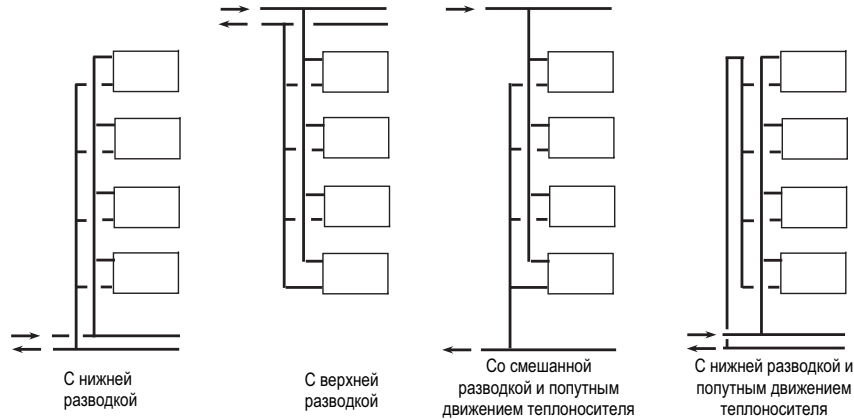 С нижней
разводкой
С верхней
разводкой
Со смешанной
разводкой и попутным
движением теплоносителя
С нижней разводкой и
попутным движением
теплоносителя